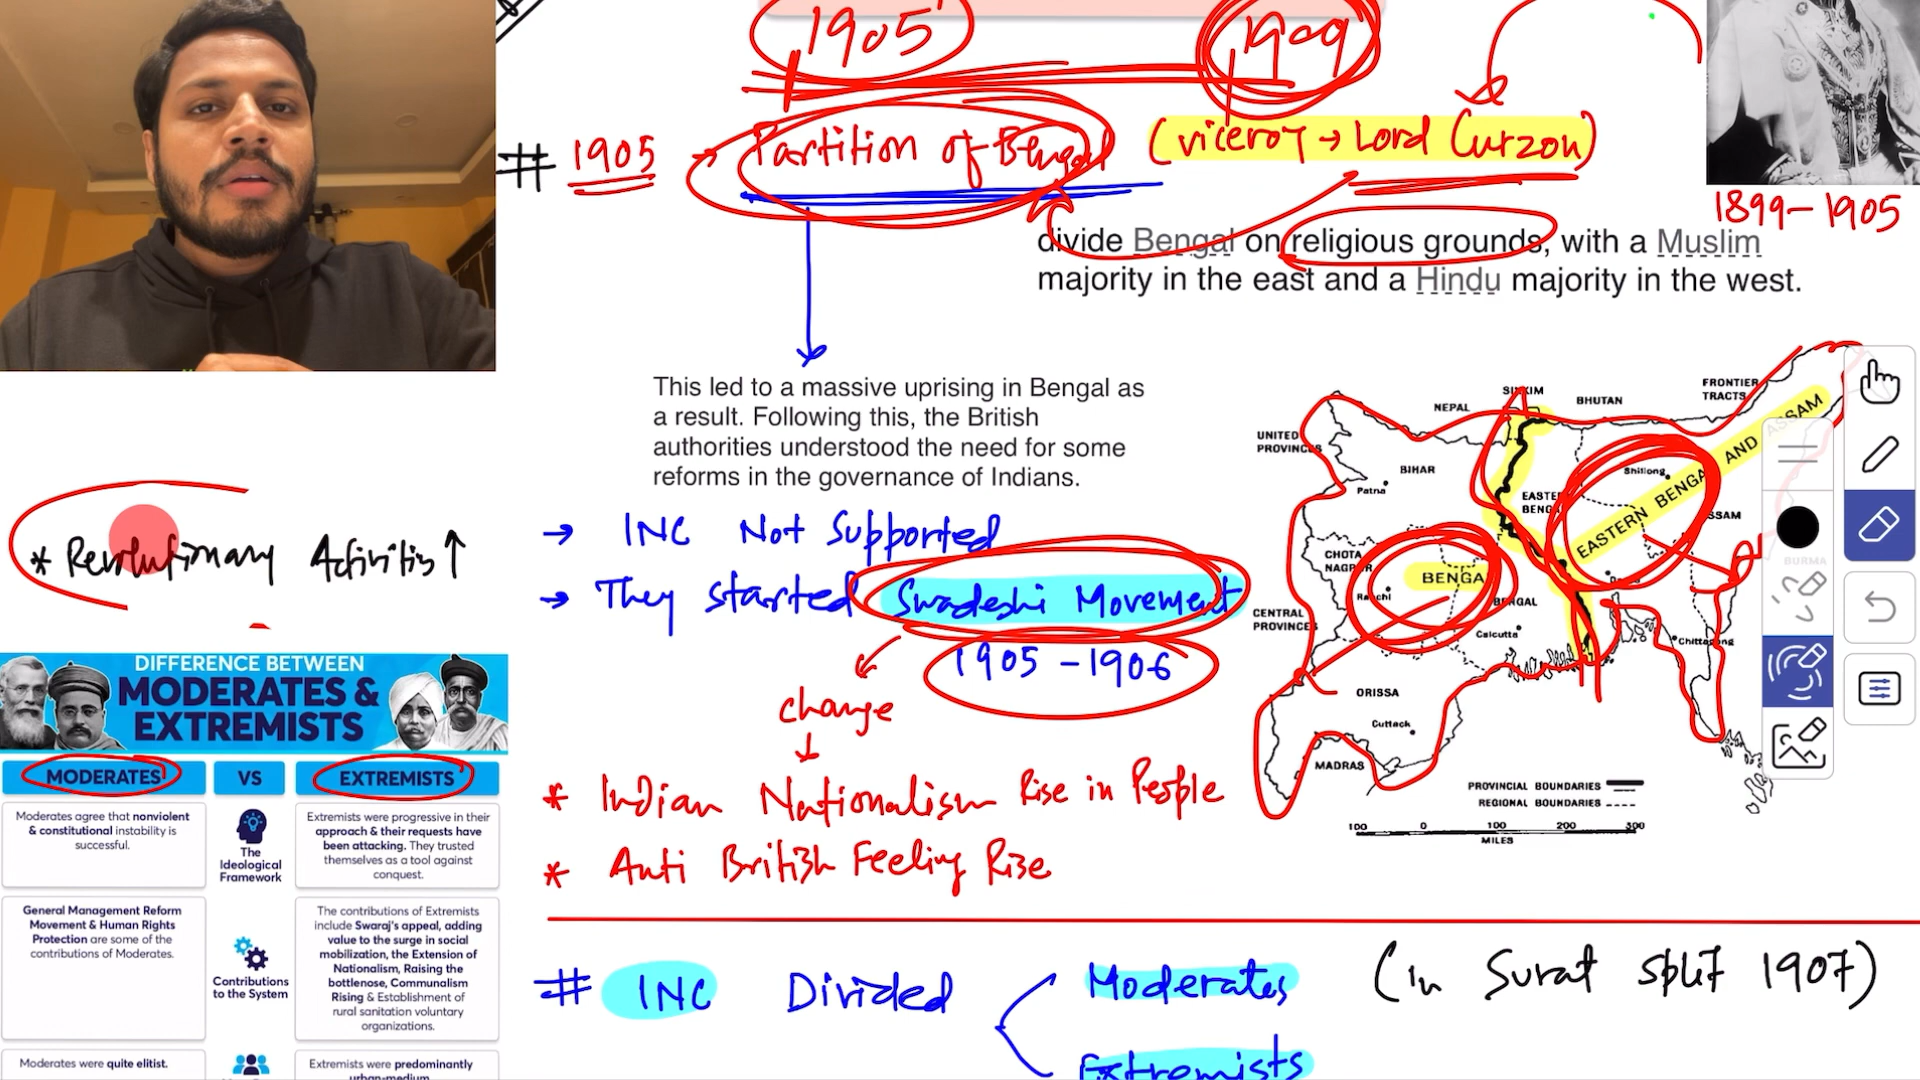 1905
1909
# 1905 → Partition of Bengal (viceroy → Lord Curzon)
1899-1905
divide Bengal on religious grounds, with a Muslim
majority in the east and a Hindu majority in the west.
This led to a massive uprising in Bengal as
a result. Following this, the British
authorities understood the need for some
reforms in the governance of Indians.
→ INC Not Supported
→ They started Swadeshi Movement
1905-1906
change
* Indian Nationalism Rise in People
* Anti British Feeling Rise
* Revolutionary Activities ↑
SIKKIM
NEPAL
BHUTAN
FRONTIER
TRACTS
UNITED
PROVINCES
BIHAR
Patna
Shillong
EASTERN BENGA AND ASSAM
EASTE
BENG
SSAM
CHOTA
NAGPUR
BENGA
Ranchi
BENGAL
BURMA
CENTRAL
PROVINCES
Calcutta
Chittagong
ORISSA
Cuttack
MADRAS
PROVINCIAL BOUNDARIES
REGIONAL BOUNDARIES
100 0 100 200 300
MILES
DIFFERENCE BETWEEN
MODERATES &
EXTREMISTS
MODERATES VS EXTREMISTS
Moderates agree that nonviolent
& constitutional instability is
successful.
The
Ideological
Framework
Extremists were progressive in their
approach & their requests have
been attacking. They trusted
themselves as a tool against
conquest.
General Management Reform
Movement & Human Rights
Protection are some of the
contributions of Moderates.
Contributions
to the System
The contributions of Extremists
include Swaraj's appeal, adding
value to the surge in social
mobilization, the Extension of
Nationalism, Raising the
bottlenose, Communalism
Rising & Establishment of
rural sanitation voluntary
organizations.
Moderates were quite elitist.
Extremists were predominantly
urban-medium
# INC Divided
Moderates (in Surat split 1907)
Extremists